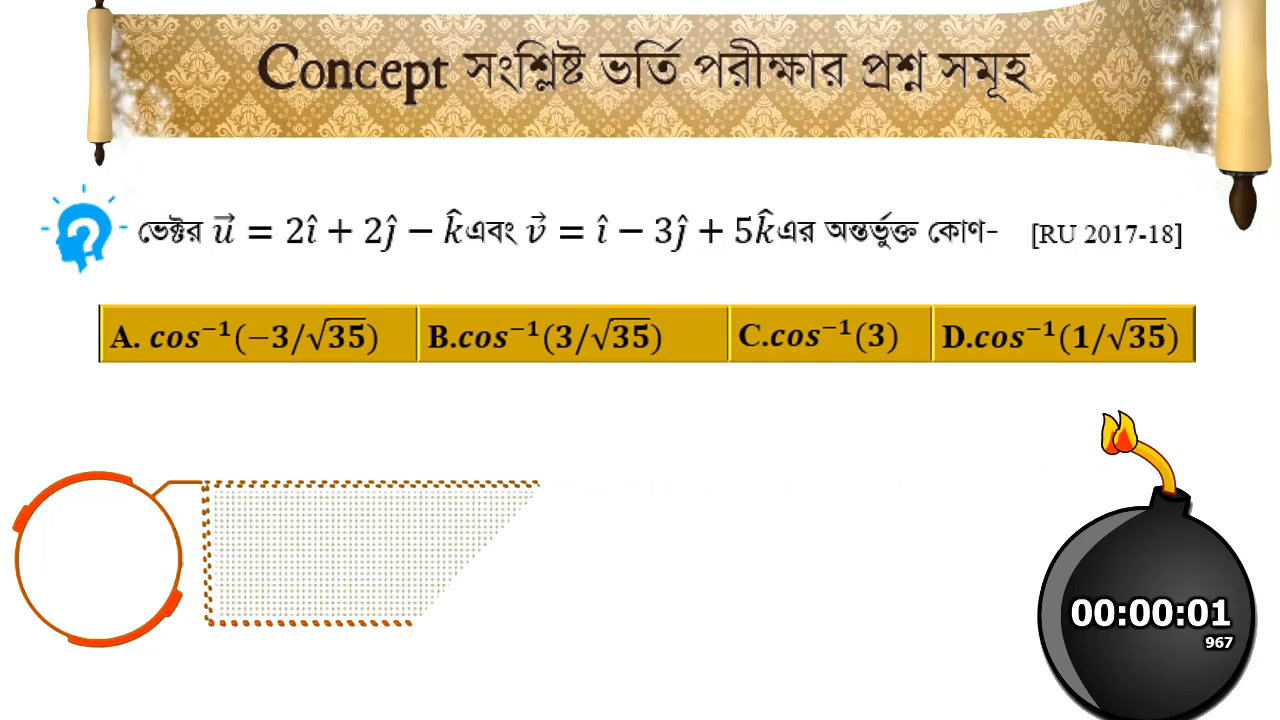 Concept সংশ্লিষ্ট ভর্তি পরীক্ষার প্রশ্ন সমূহ
ভেক্টর u⃗ = 2î + 2ĵ − k̂ এবং v⃗ = î − 3ĵ + 5k̂ এর অন্তর্ভুক্ত কোণ- [RU 2017-18]
A. cos⁻¹(−3/√35) B.cos⁻¹(3/√35) C.cos⁻¹(3) D.cos⁻¹(1/√35)
00:00:01
967